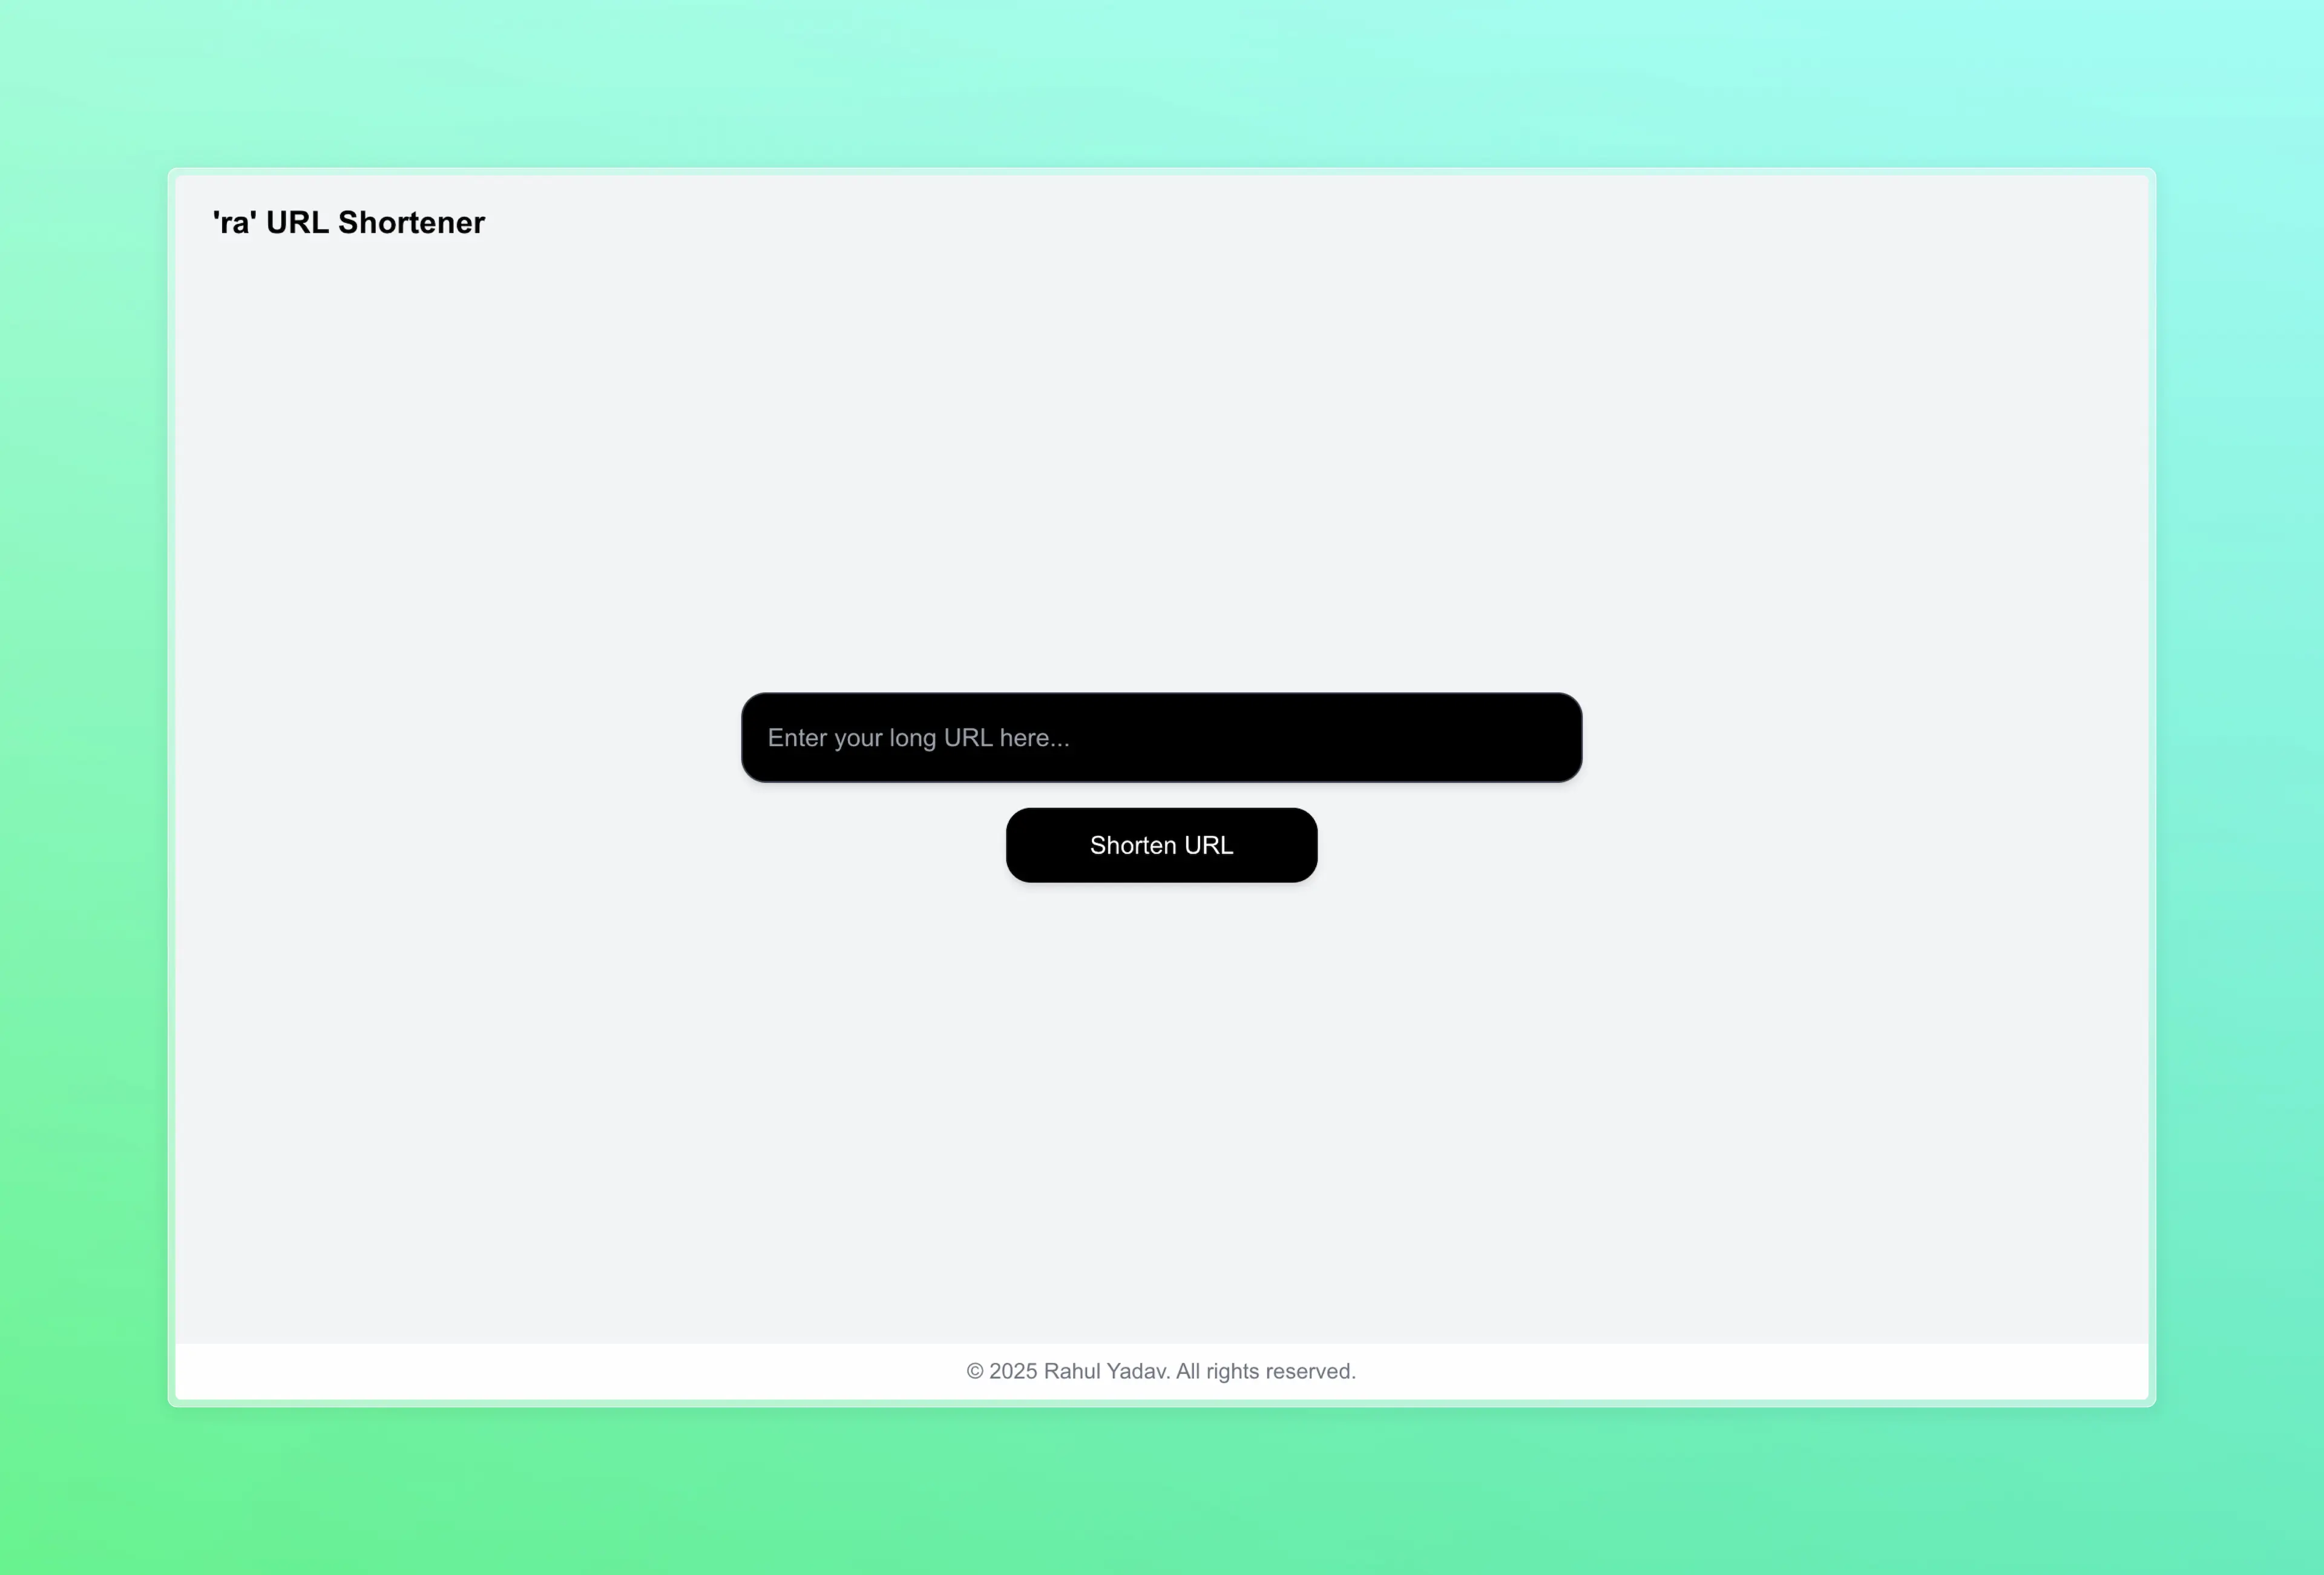 'ra' URL Shortener
Enter your long URL here...
Shorten URL
© 2025 Rahul Yadav. All rights reserved.